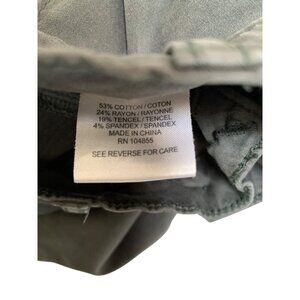 53% COTTON / COTON
24% RAYON / RAYONNE
19% TENCEL / TENCEL
4% SPANDEX / SPANDEX
MADE IN CHINA
RN 104855
SEE REVERSE FOR CARE